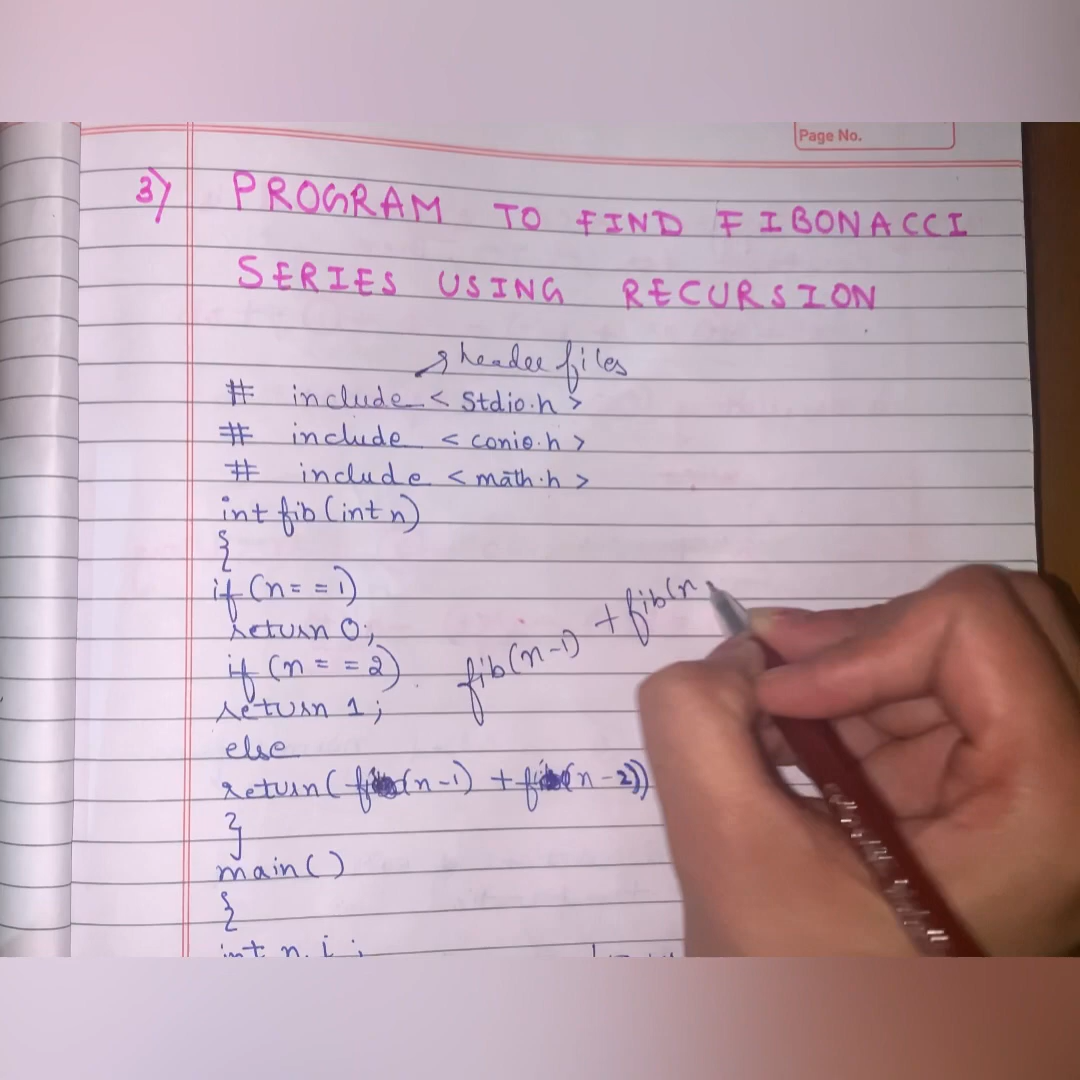 Page No.
3) PROGRAM TO FIND FIBONACCI
SERIES USING RECURSION
header files
# include < stdio.h >
# include < conio.h >
# include < math.h >
int fib (int n)
{
if (n = = 1)
return 0;
if (n = = 2)
return 1;
fib (n-1) + fib (n
else
return ( fib (n-1) + fib (n-2))
}
main ( )
{
int n, i ;